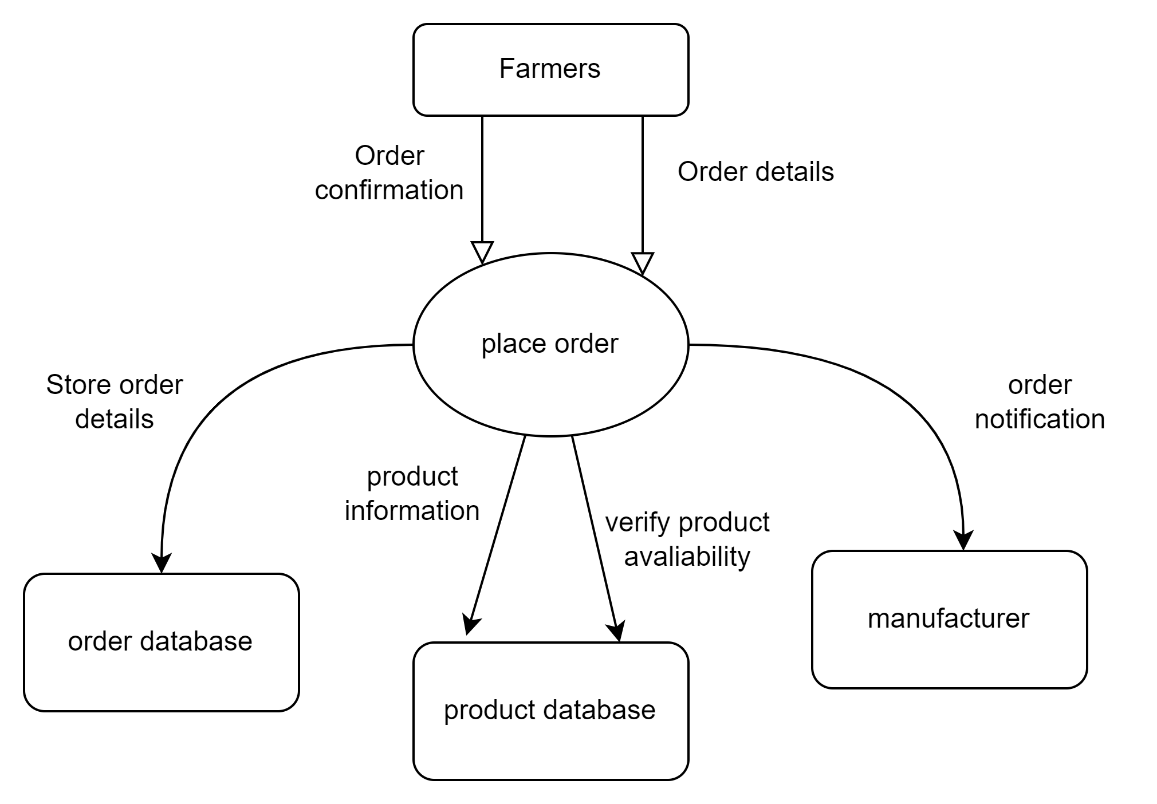 Farmers
Order
confirmation
Order details
place order
Store order
details
order
notification
product
information
verify product
avaliability
order database
manufacturer
product database